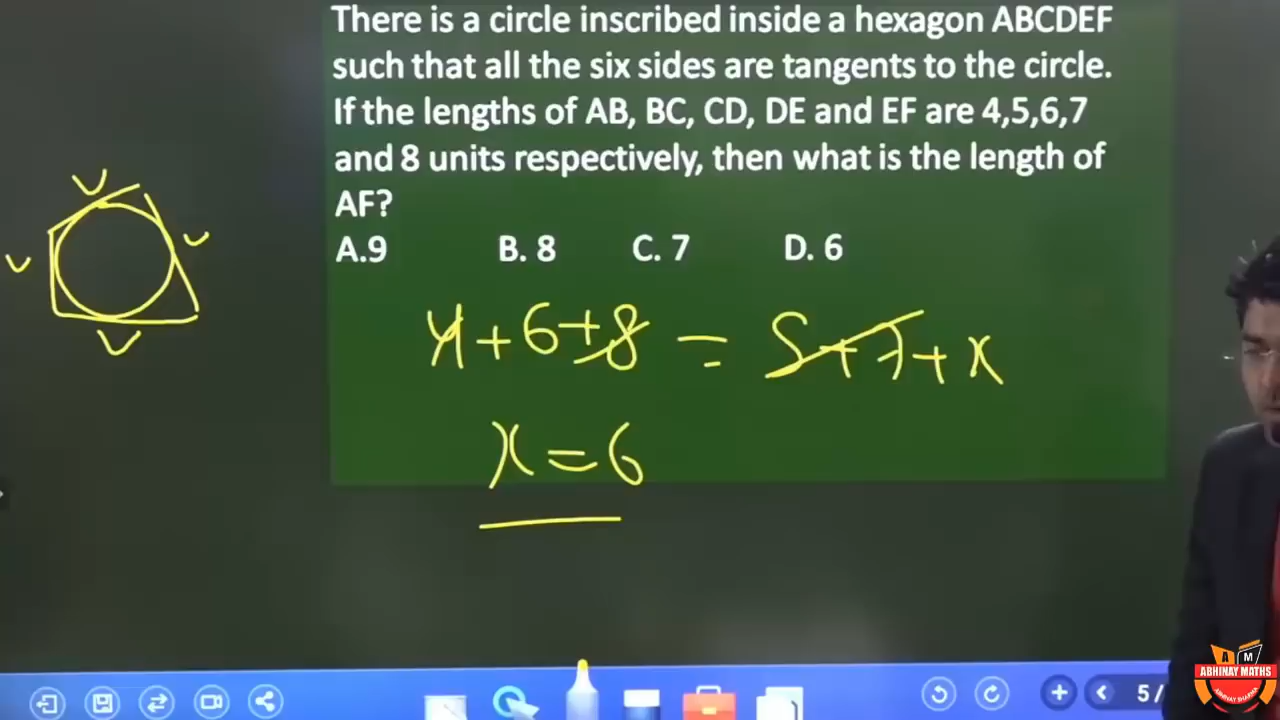 There is a circle inscribed inside a hexagon ABCDEF
such that all the six sides are tangents to the circle.
If the lengths of AB, BC, CD, DE and EF are 4,5,6,7
and 8 units respectively, then what is the length of
AF?
A.9 B. 8 C. 7 D. 6
4+6+8 = 5+7+x
x=6
5/
A M
ABHINAY MATHS
ABHINAY SHARMA